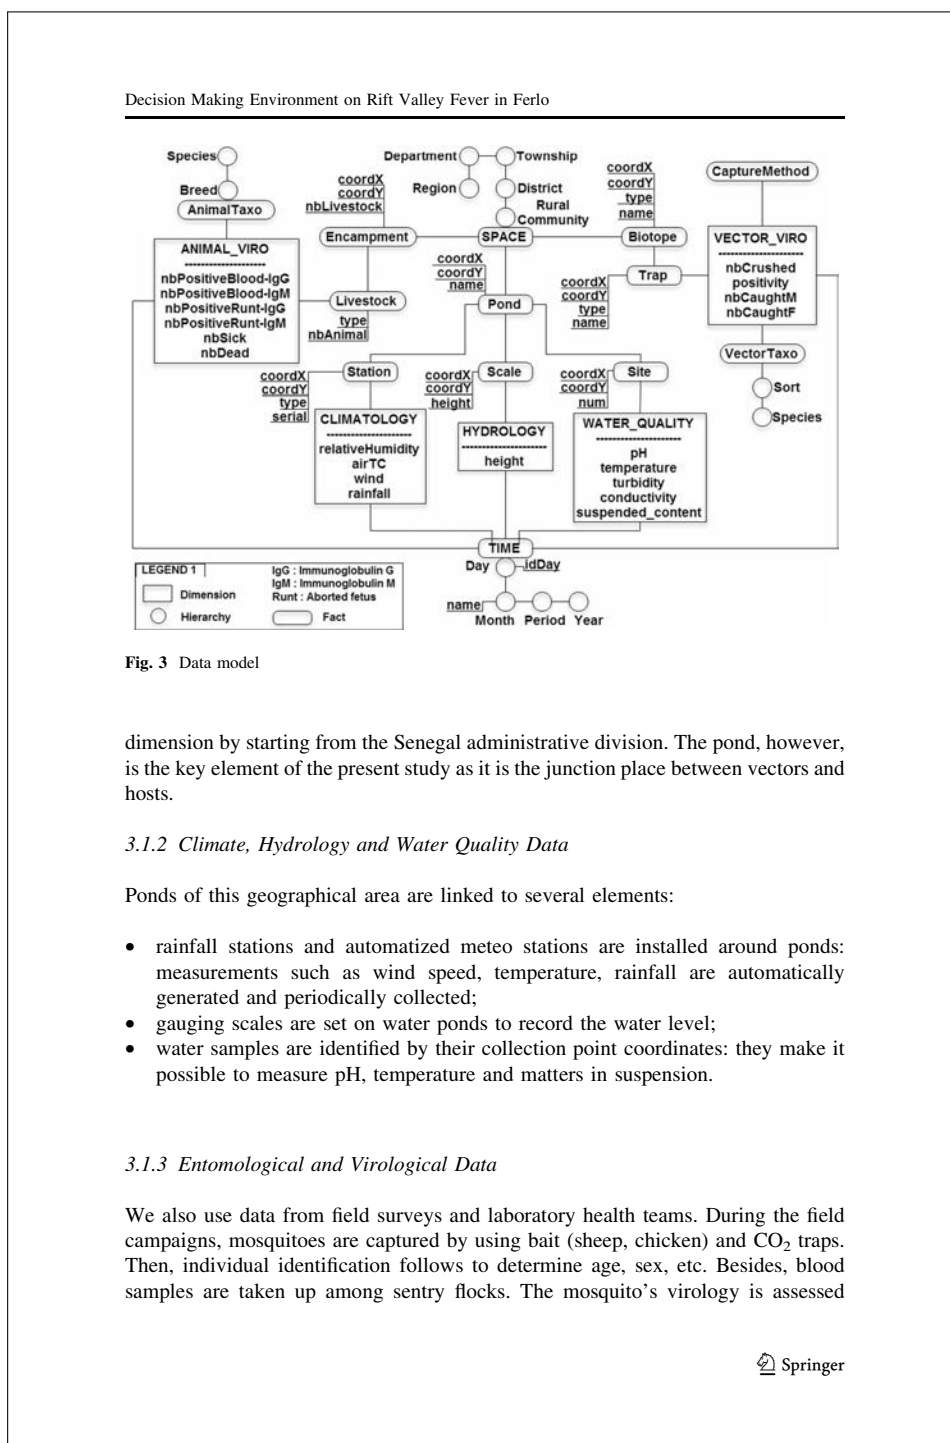 Decision Making Environment on Rift Valley Fever in Ferlo
Species
Breed
AnimalTaxo
ANIMAL_VIRO
nbPositiveBlood-IgG
nbPositiveBlood-IgM
nbPositiveRunt-IgG
nbPositiveRunt-IgM
nbSick
nbDead
coordX
coordY
nbLivestock
Encampment
Livestock
type
nbAnimal
Department
Region
Township
District
Rural
Community
SPACE
coordX
coordY
name
Pond
coordX
coordY
type
name
Biotope
Trap
coordX
coordY
type
name
CaptureMethod
VECTOR_VIRO
nbCrushed
positivity
nbCaughtM
nbCaughtF
VectorTaxo
Sort
Species
Station
coordX
coordY
type
serial
CLIMATOLOGY
relativeHumidity
airTC
wind
rainfall
Scale
coordX
coordY
height
HYDROLOGY
height
Site
coordX
coordY
num
WATER_QUALITY
pH
temperature
turbidity
conductivity
suspended_content
TIME
Day
idDay
name
Month Period Year
LEGEND 1
Dimension
Hierarchy
IgG : Immunoglobulin G
IgM : Immunoglobulin M
Runt : Aborted fetus
Fact
Fig. 3 Data model
dimension by starting from the Senegal administrative division. The pond, however,
is the key element of the present study as it is the junction place between vectors and
hosts.
3.1.2 Climate, Hydrology and Water Quality Data
Ponds of this geographical area are linked to several elements:
• rainfall stations and automatized meteo stations are installed around ponds:
measurements such as wind speed, temperature, rainfall are automatically
generated and periodically collected;
• gauging scales are set on water ponds to record the water level;
• water samples are identified by their collection point coordinates: they make it
possible to measure pH, temperature and matters in suspension.
3.1.3 Entomological and Virological Data
We also use data from field surveys and laboratory health teams. During the field
campaigns, mosquitoes are captured by using bait (sheep, chicken) and CO₂ traps.
Then, individual identification follows to determine age, sex, etc. Besides, blood
samples are taken up among sentry flocks. The mosquito's virology is assessed
Springer